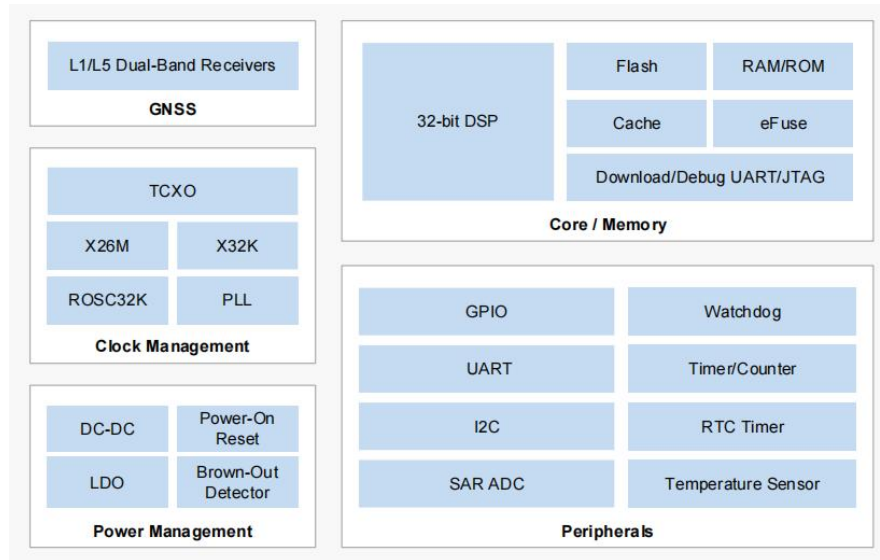 L1/L5 Dual-Band Receivers
GNSS
TCXO
X26M
X32K
ROSC32K
PLL
Clock Management
DC-DC
Power-On
Reset
LDO
Brown-Out
Detector
Power Management
32-bit DSP
Flash
RAM/ROM
Cache
eFuse
Download/Debug UART/JTAG
Core / Memory
GPIO
Watchdog
UART
Timer/Counter
I2C
RTC Timer
SAR ADC
Temperature Sensor
Peripherals